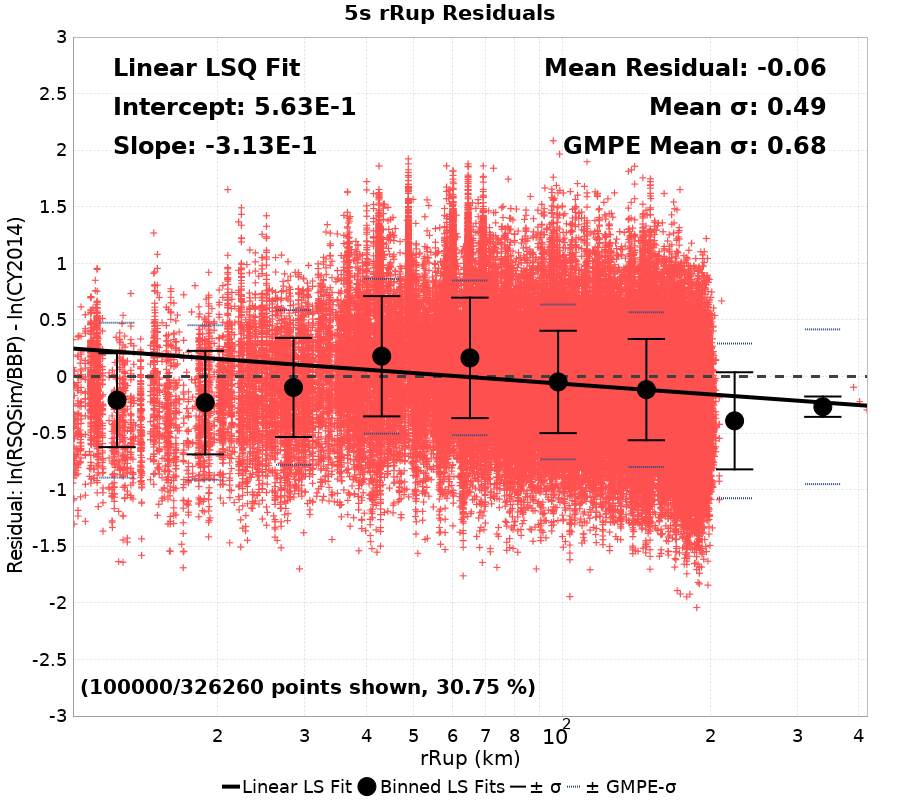 5s rRup Residuals
Linear LSQ Fit
Intercept: 5.63E-1
Slope: -3.13E-1
Mean Residual: -0.06
Mean σ: 0.49
GMPE Mean σ: 0.68
Residual: ln(RSQSim/BBP) - ln(CY2014)
3
2.5
2
1.5
1
0.5
0
-0.5
-1
-1.5
-2
-2.5
-3
(100000/326260 points shown, 30.75 %)
2 3 4 5 6 7 8 10² 2 3 4
rRup (km)
Linear LS Fit Binned LS Fits ± σ ± GMPE-σ